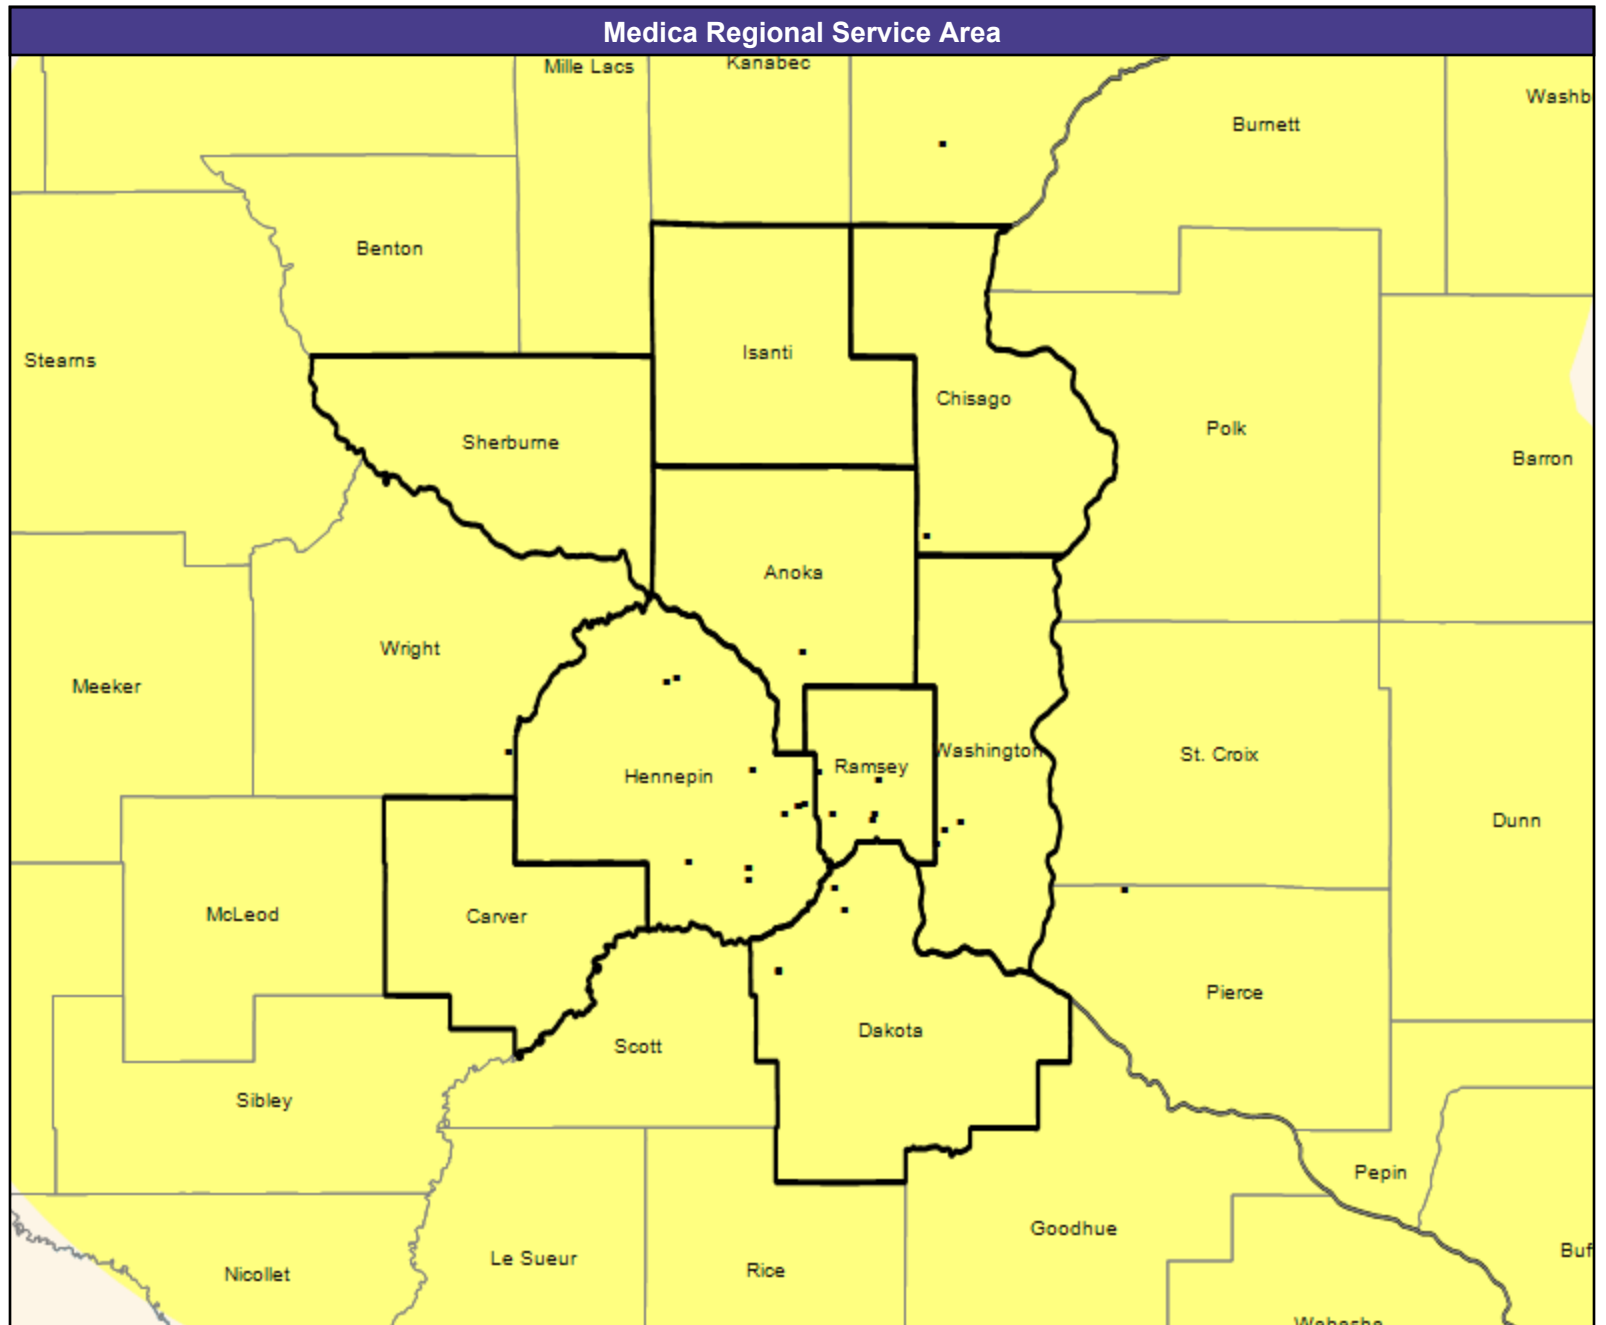 Medica Regional Service Area
Mille Lacs
Kanabec
Washb
Burnett
Benton
Isanti
Stearns
Chisago
Polk
Sherburne
Barron
Anoka
Wright
Meeker
Washington
St. Croix
Ramsey
Hennepin
Dunn
McLeod
Carver
Pierce
Dakota
Scott
Sibley
Pepin
Goodhue
Buf
Le Sueur
Rice
Nicollet